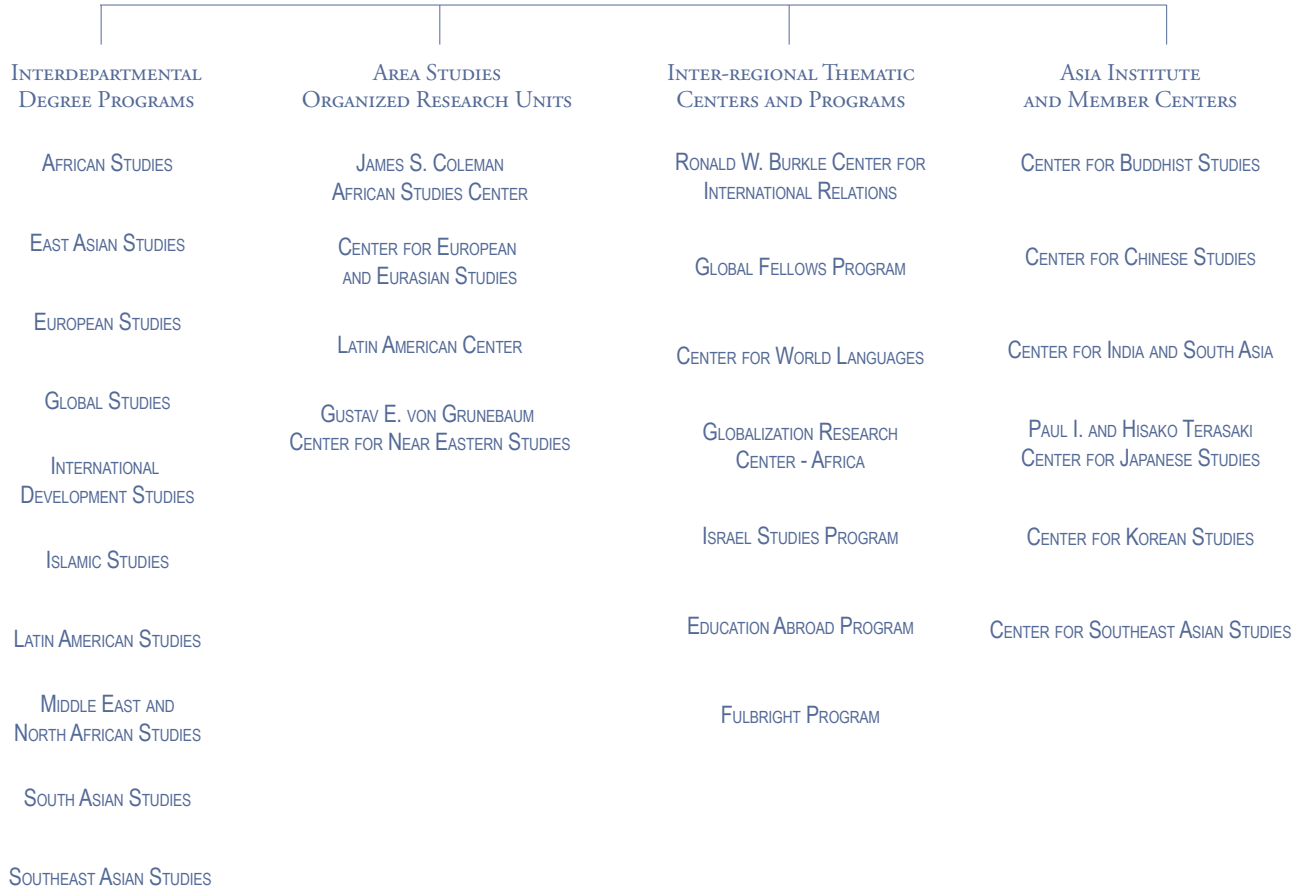 Interdepartmental
Degree Programs
African Studies
East Asian Studies
European Studies
Global Studies
International
Development Studies
Islamic Studies
Latin American Studies
Middle East and
North African Studies
South Asian Studies
Southeast Asian Studies
Area Studies
Organized Research Units
James S. Coleman
African Studies Center
Center for European
and Eurasian Studies
Latin American Center
Gustav E. von Grunebaum
Center for Near Eastern Studies
Inter-regional Thematic
Centers and Programs
Ronald W. Burkle Center for
International Relations
Global Fellows Program
Center for World Languages
Globalization Research
Center - Africa
Israel Studies Program
Education Abroad Program
Fulbright Program
Asia Institute
and Member Centers
Center for Buddhist Studies
Center for Chinese Studies
Center for India and South Asia
Paul I. and Hisako Terasaki
Center for Japanese Studies
Center for Korean Studies
Center for Southeast Asian Studies